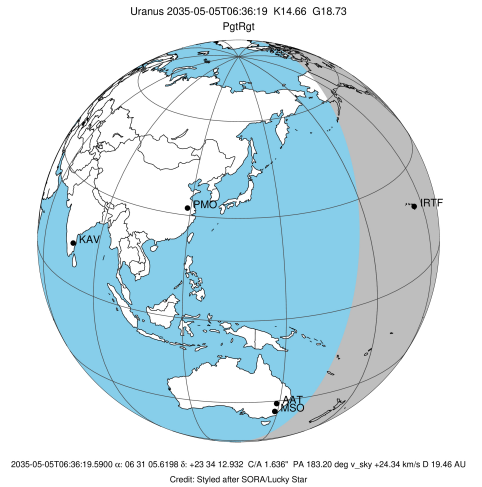 Uranus 2035-05-05T06:36:19 K14.66 G18.73
PgtRgt
PMO
IRTF
KAV
AAT
MSO
2035-05-05T06:36:19.5900 α: 06 31 05.6198 δ: +23 34 12.932 C/A 1.636" PA 183.20 deg v_sky +24.34 km/s D 19.46 AU
Credit: Styled after SORA/Lucky Star